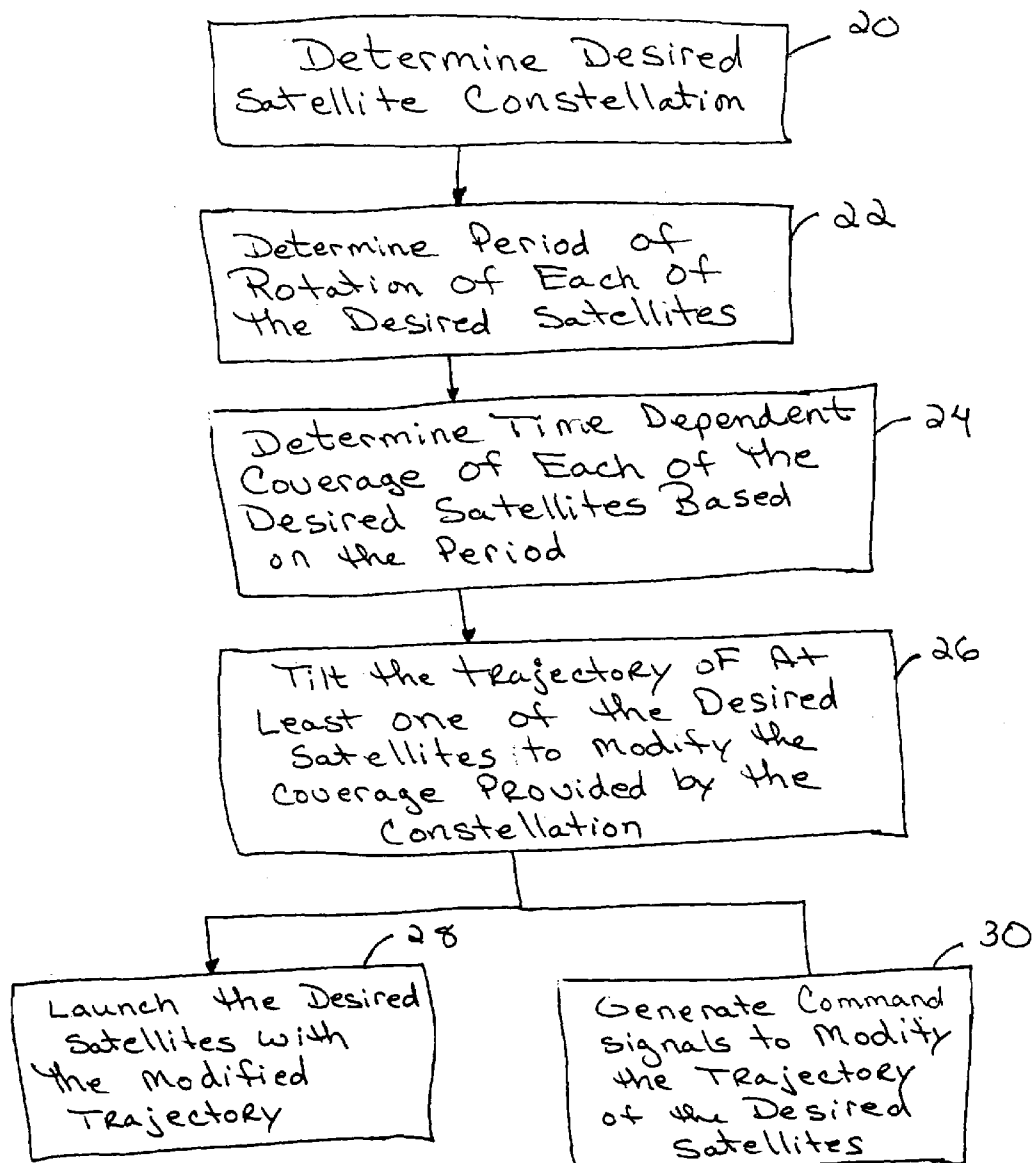 20
Determine Desired
Satellite Constellation
22
Determine Period of
Rotation of Each of
the Desired Satellites
24
Determine Time Dependent
Coverage of Each of the
Desired Satellites Based
on the Period
26
Tilt the Trajectory of At
Least one of the Desired
Satellites to Modify the
Coverage Provided by the
Constellation
28
Launch the Desired
Satellites with
the Modified
Trajectory
30
Generate Command
signals to Modify
the Trajectory
of the Desired
Satellites